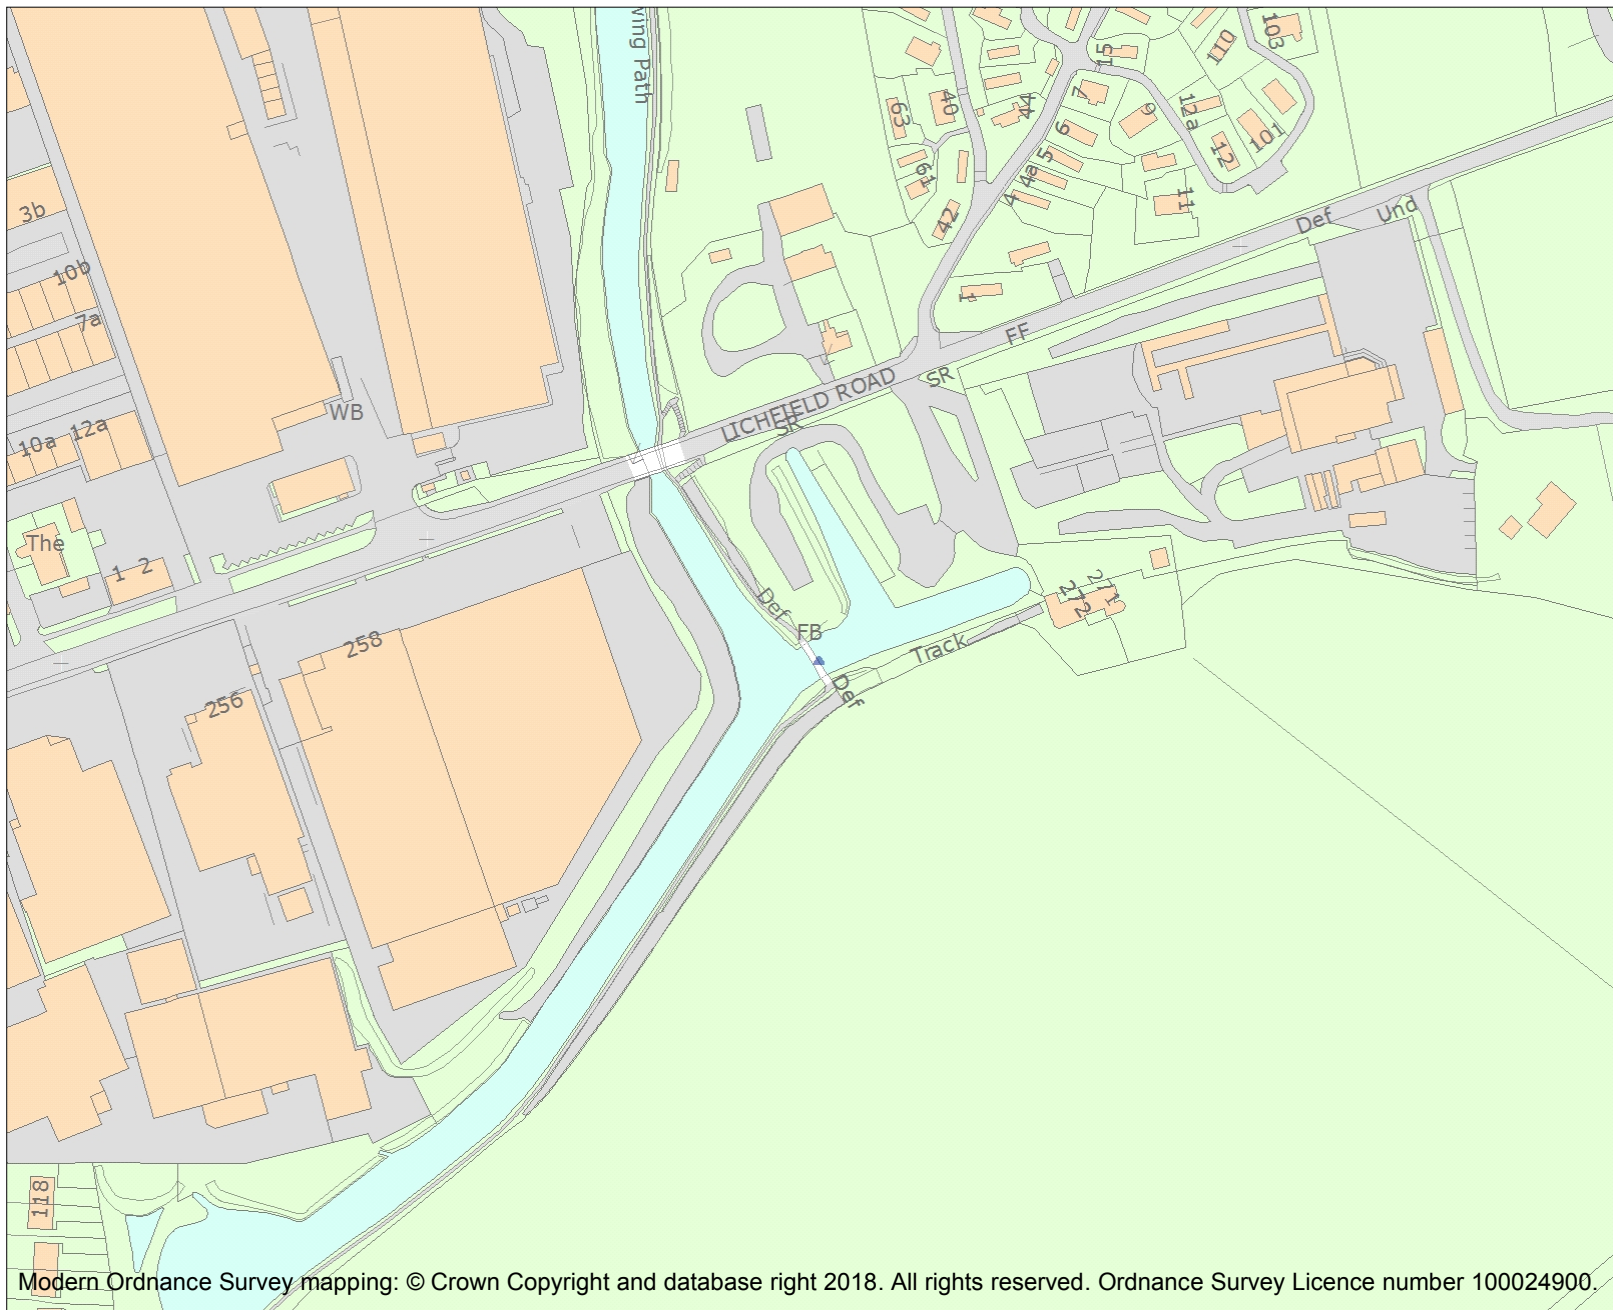 ving Path
103
110
15
7
44
40
63
9
12a
6
101
12
5
4a
61
4
11
42
3b
Def
Und
10b
1
7a
FF
SR
LICHFIELD ROAD
SR
WB
12a
10a
The
1
2
271
272
Def
FB
258
Track
Def
256
118
Modern Ordnance Survey mapping: © Crown Copyright and database right 2018. All rights reserved. Ordnance Survey Licence number 100024900.